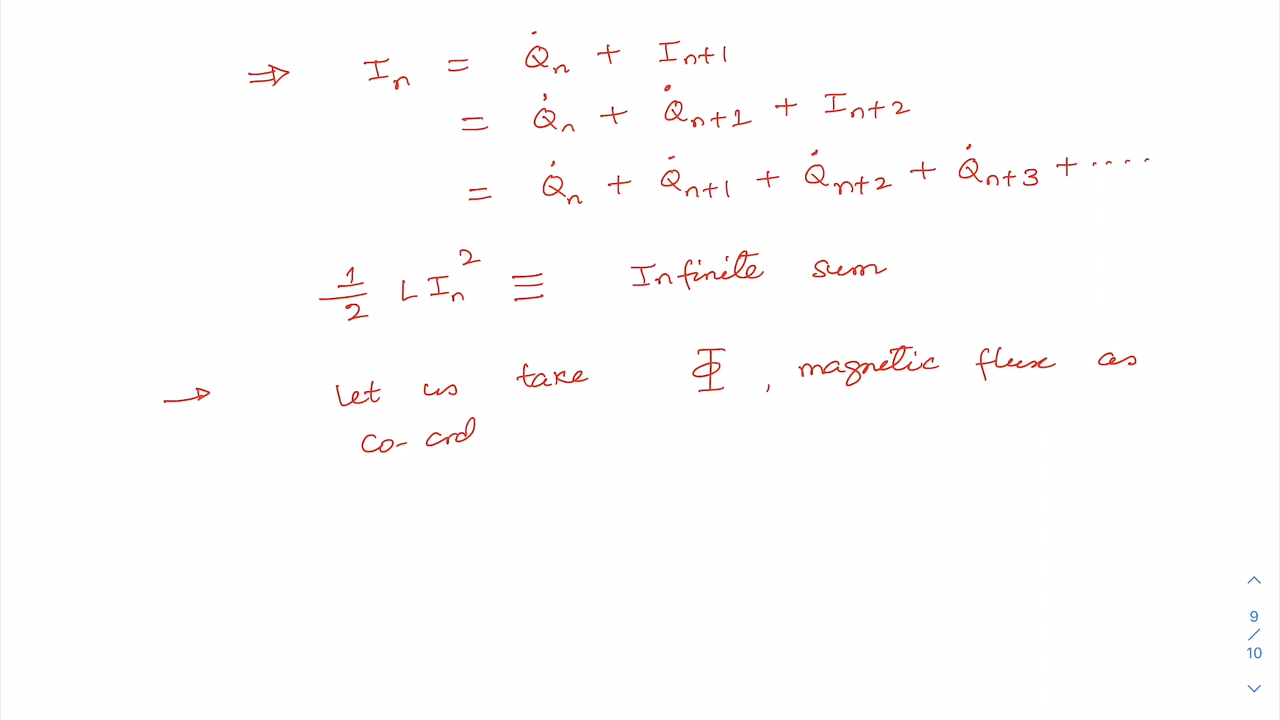 ⇒ Iₙ = Q̇ₙ + Iₙ₊₁
= Q̇ₙ + Q̇ₙ₊₁ + Iₙ₊₂
= Q̇ₙ + Q̇ₙ₊₁ + Q̇ₙ₊₂ + Q̇ₙ₊₃ + ....
1/2 L Iₙ² ≡ Infinite sum
→ Let us take Φ, magnetic flux as
co-ord
9
/
10